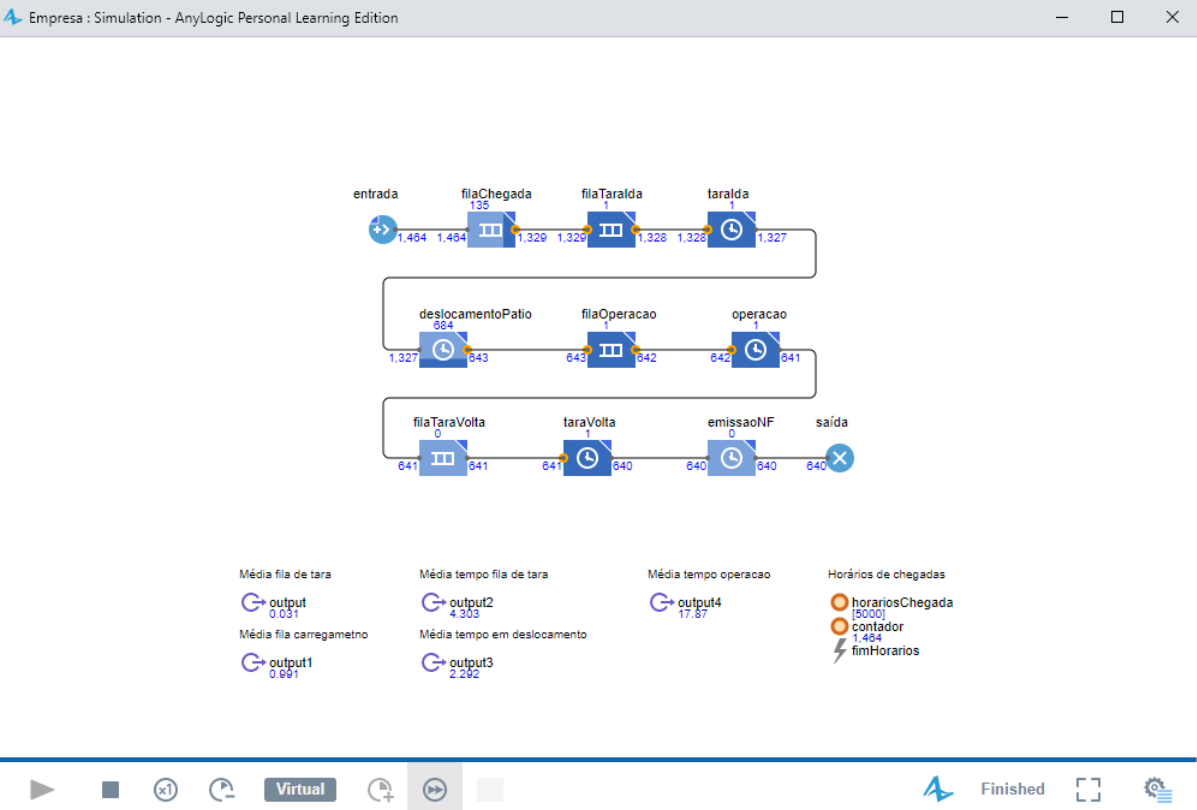 Empresa : Simulation - AnyLogic Personal Learning Edition
entrada filaChegada filaTaraIda taraIda
135 1 1
1,464 1,464 1,329 1,329 1,328 1,328 1,327
deslocamentoPatio filaOperacao operacao
684 1 1
1,327 643 643 642 642 641
filaTaraVolta taraVolta emissaoNF saída
0 1 0
641 641 641 640 640 640 640
Média fila de tara Média tempo fila de tara Média tempo operacao Horários de chegadas
output output2 output4 horariosChegada
0.031 4.303 17.87 [5000]
contador
Média fila carregametno Média tempo em deslocamento 1,464
fimHorarios
output1 output3
0.991 2.292
x1 Virtual Finished